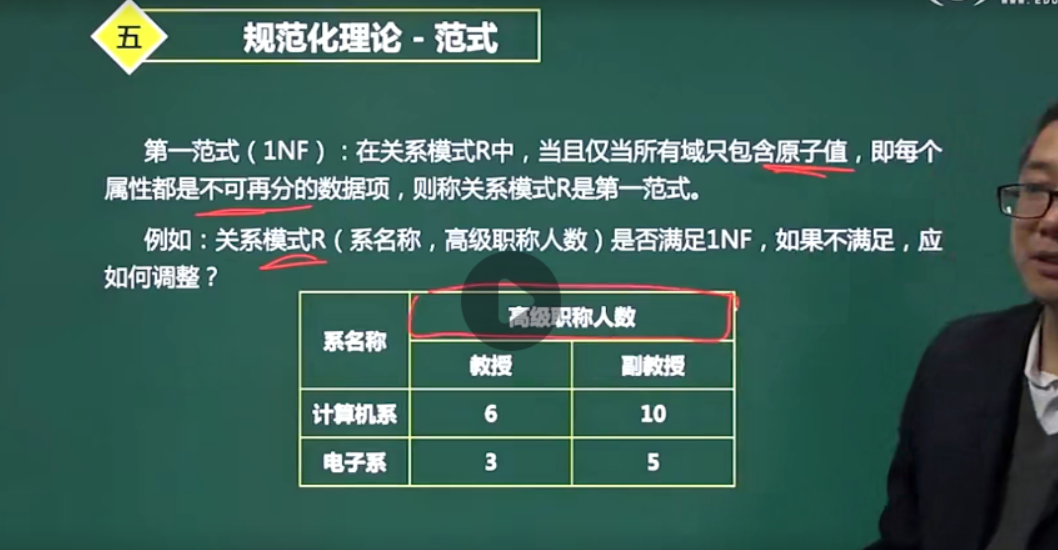 五
规范化理论 - 范式
第一范式（1NF）：在关系模式R中，当且仅当所有域只包含原子值，即每个
属性都是不可再分的数据项，则称关系模式R是第一范式。
例如：关系模式R（系名称，高级职称人数）是否满足1NF，如果不满足，应
如何调整？
系名称 高级职称人数
教授 副教授
计算机系 6 10
电子系 3 5